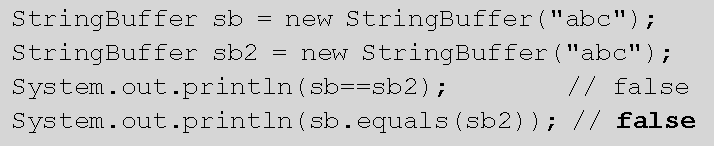 StringBuffer sb = new StringBuffer("abc");
StringBuffer sb2 = new StringBuffer("abc");
System.out.println(sb==sb2); // false
System.out.println(sb.equals(sb2)); // false